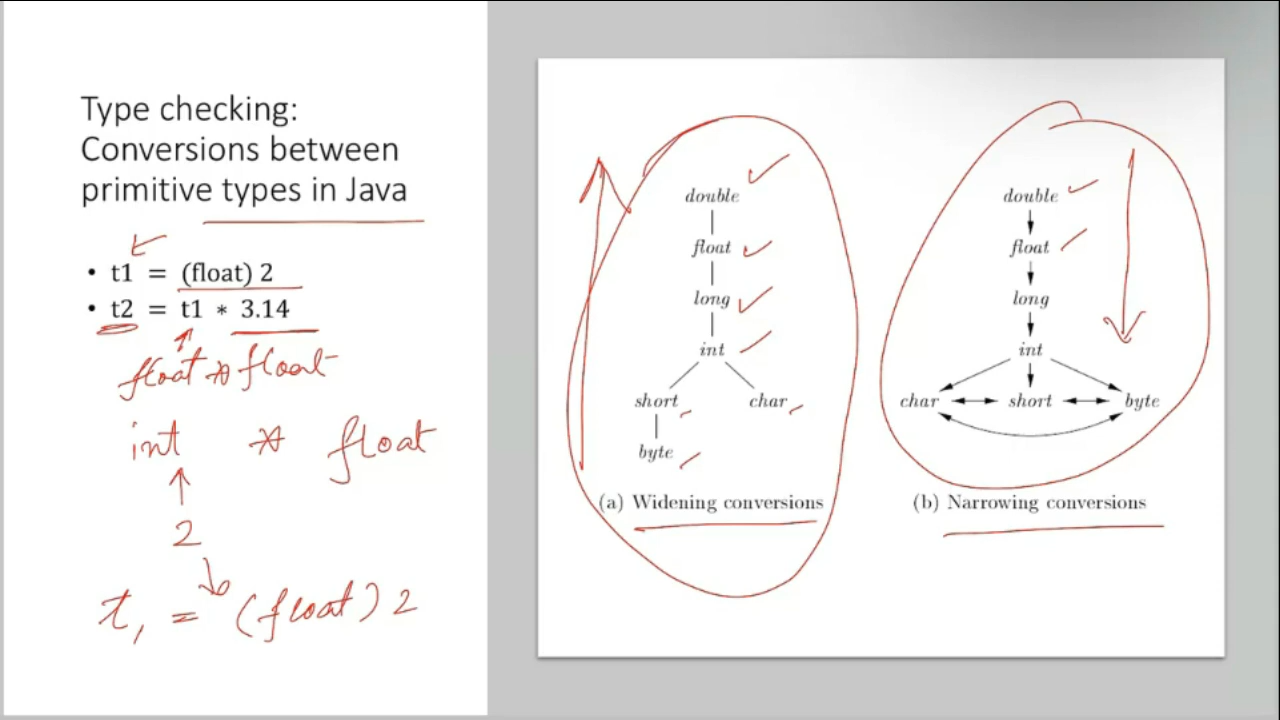 Type checking:
Conversions between
primitive types in Java
• t1 = (float) 2
• t2 = t1 * 3.14
float * float
int * float
2
t1 = (float) 2
double
float
long
int
short char
byte
(a) Widening conversions
double
float
long
int
char short byte
(b) Narrowing conversions